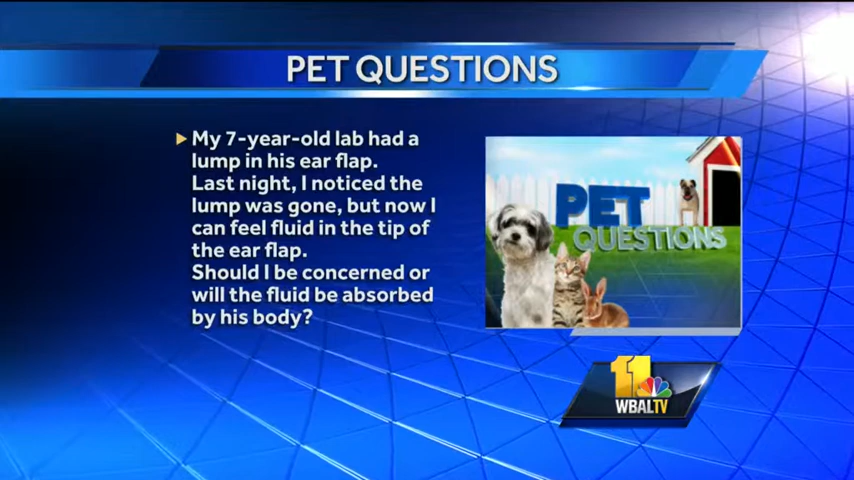 PET QUESTIONS
My 7-year-old lab had a
lump in his ear flap.
Last night, I noticed the
lump was gone, but now I
can feel fluid in the tip of
the ear flap.
Should I be concerned or
will the fluid be absorbed
by his body?
PET
QUESTIONS
11
WBALTV